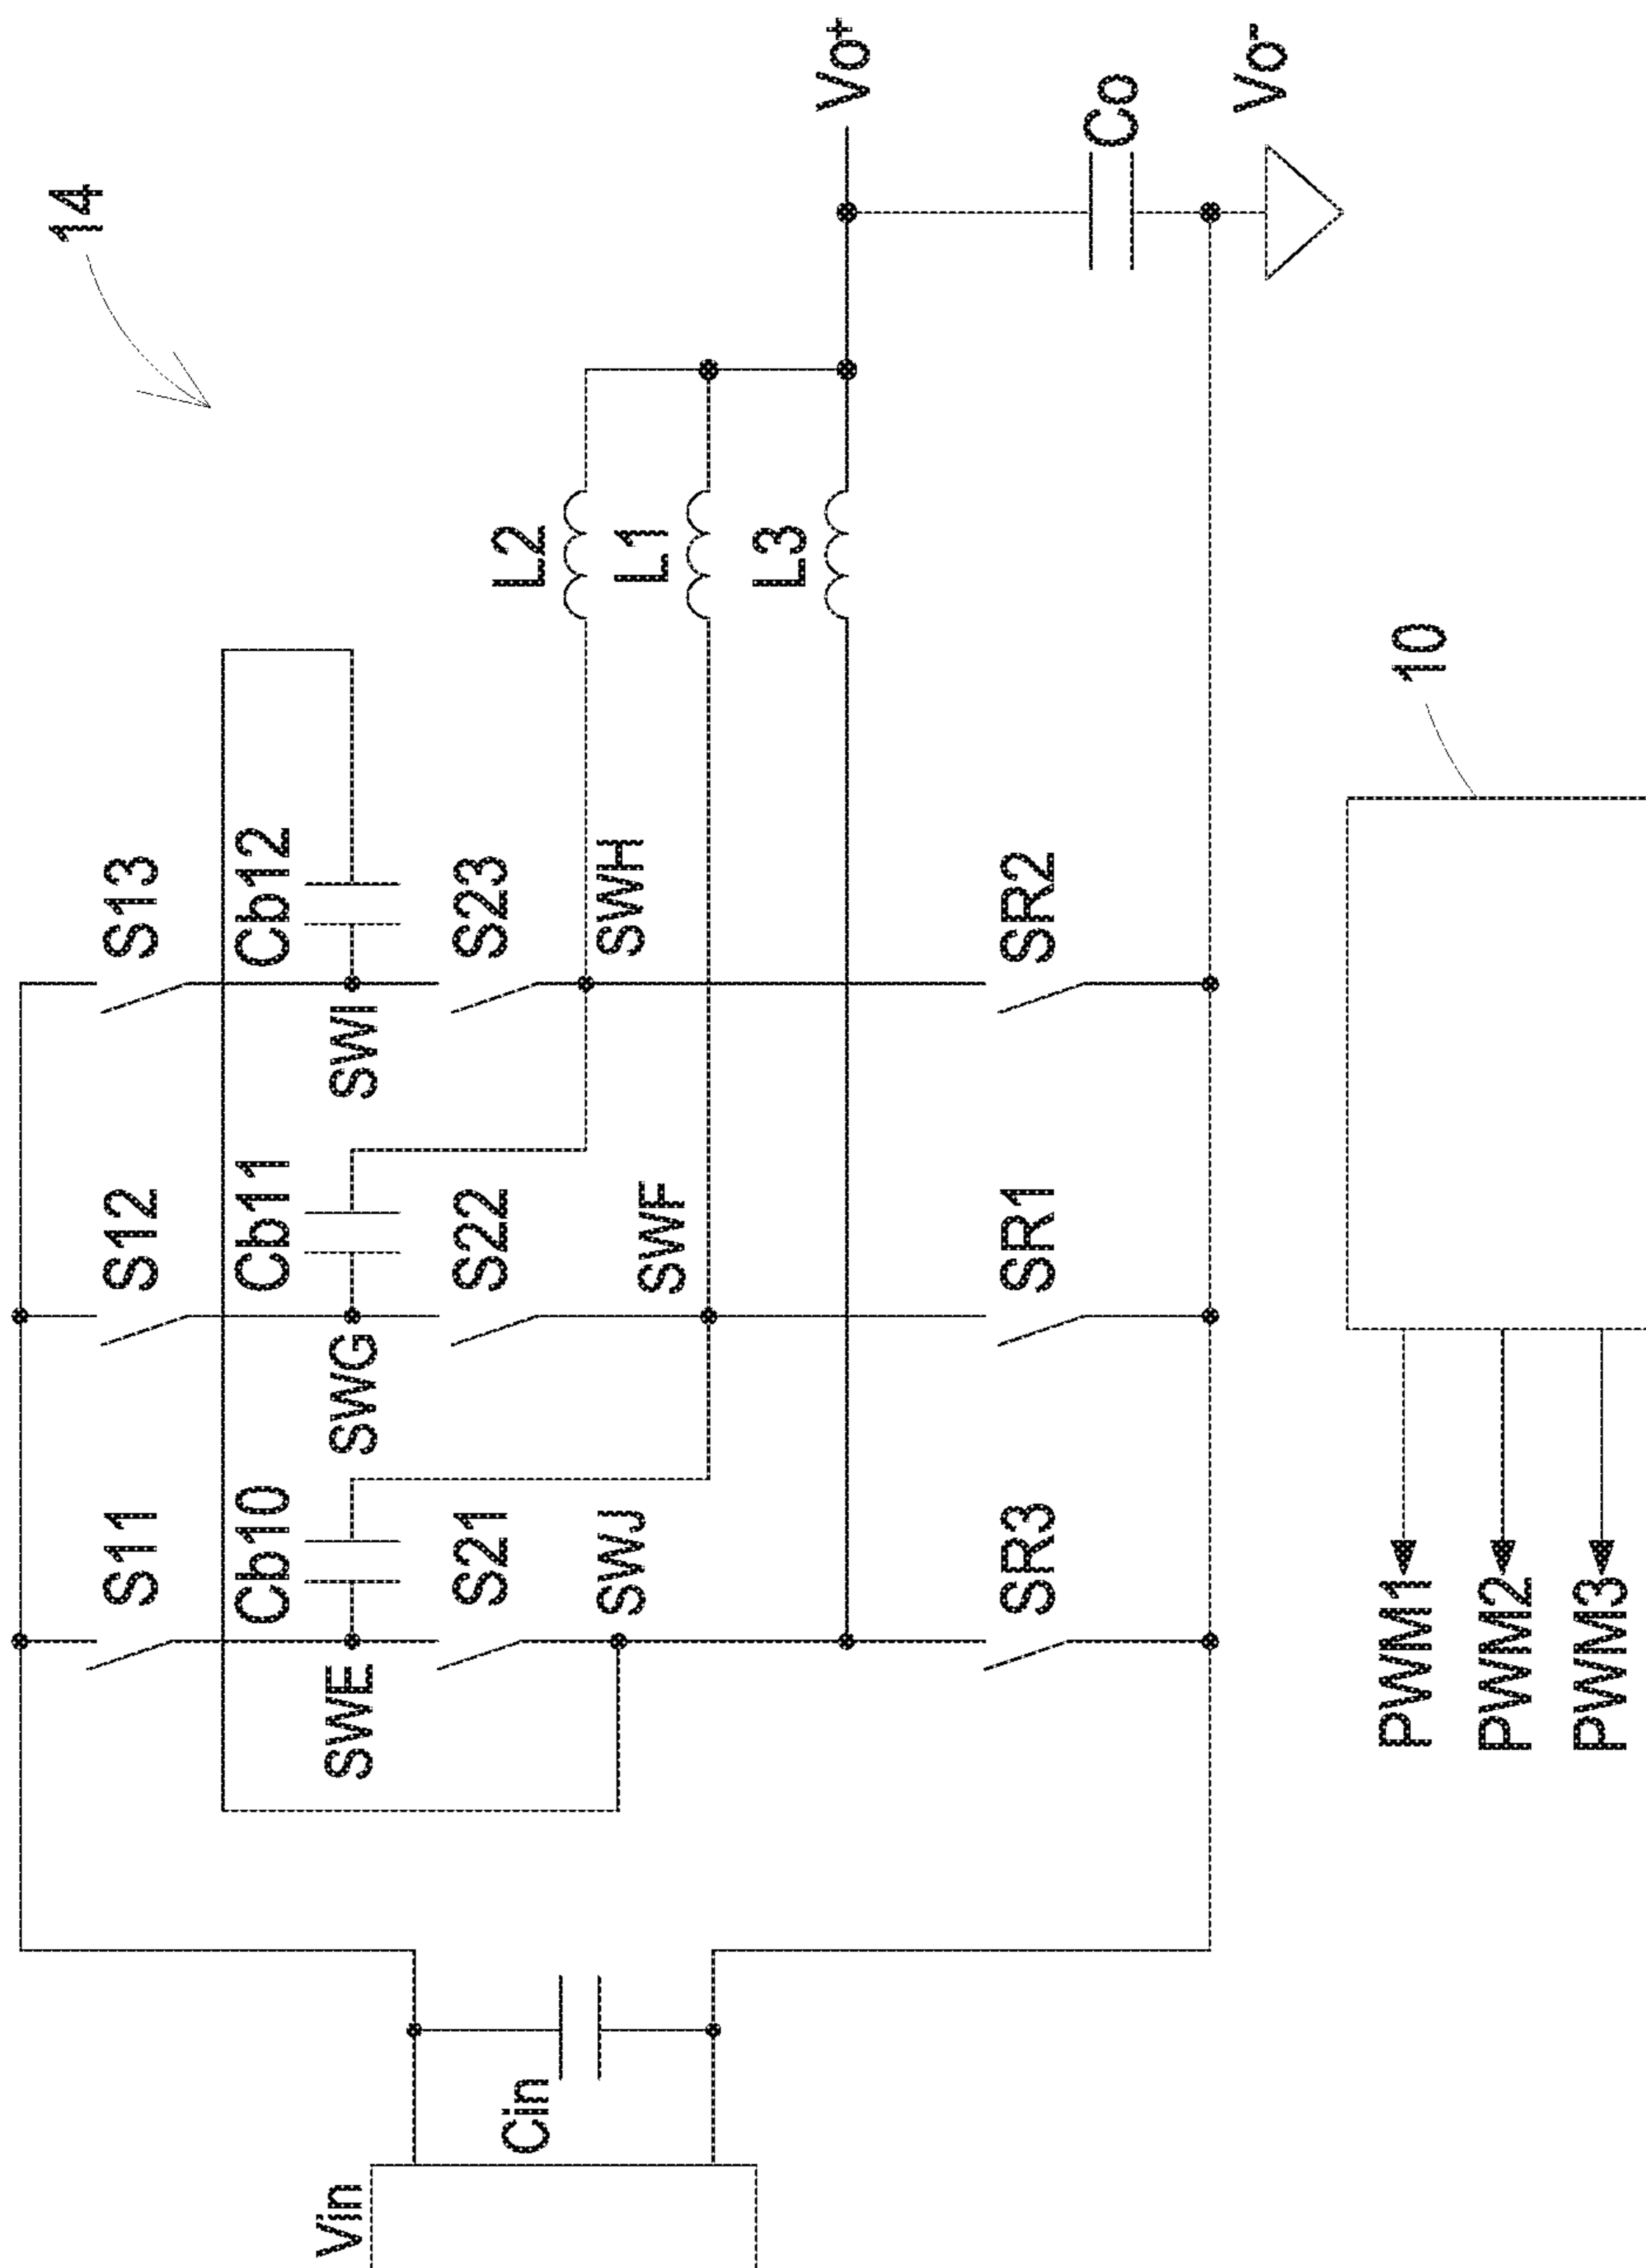 14
S11
S12
S13
Cb10
Cb11
Cb12
SWE
SWG
SWI
S21
S22
S23
L2
SWJ
SWF
SWH
L1
L3
Vo+
Vin
Cin
SR3
SR1
SR2
Co
Vo-
10
PWM1
PWM2
PWM3